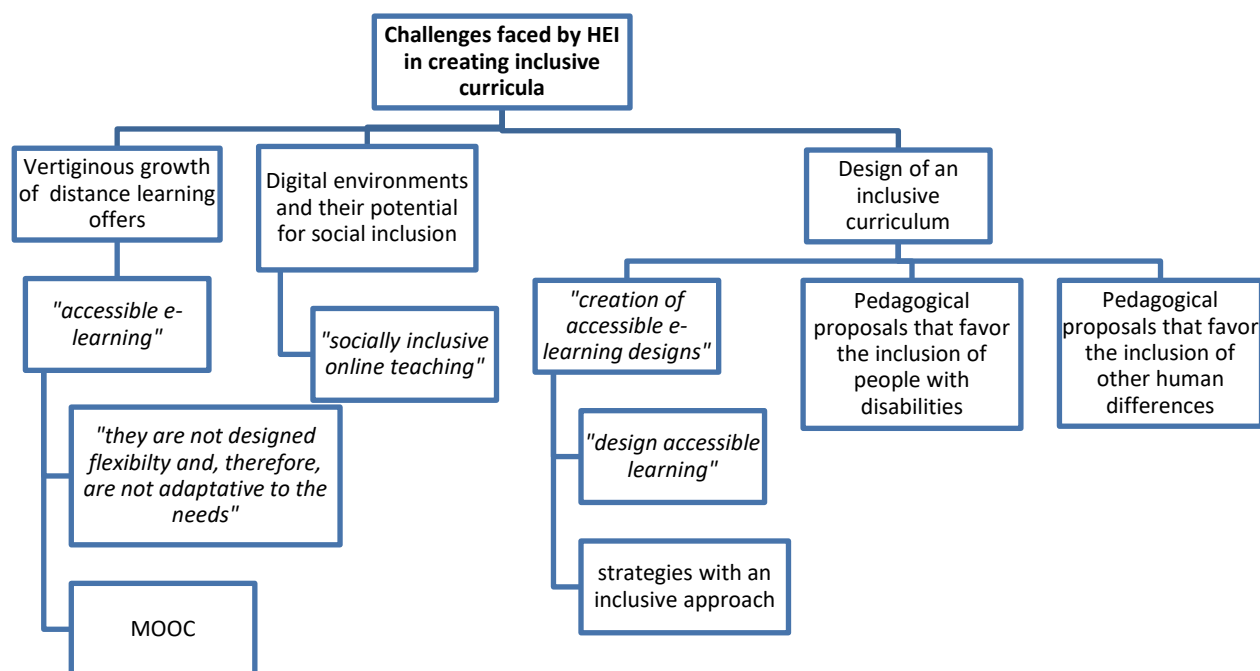 Challenges faced by HEI
in creating inclusive
curricula
Vertiginous growth
of distance learning
offers
Digital environments
and their potential
for social inclusion
Design of an
inclusive
curriculum
"accessible e-
learning"
"socially inclusive
online teaching"
"creation of
accessible e-
learning designs"
Pedagogical
proposals that favor
the inclusion of
people with
disabilities
Pedagogical
proposals that favor
the inclusion of
other human
differences
"they are not designed
flexibilty and, therefore,
are not adaptative to the
needs"
"design accessible
learning"
MOOC
strategies with an
inclusive approach